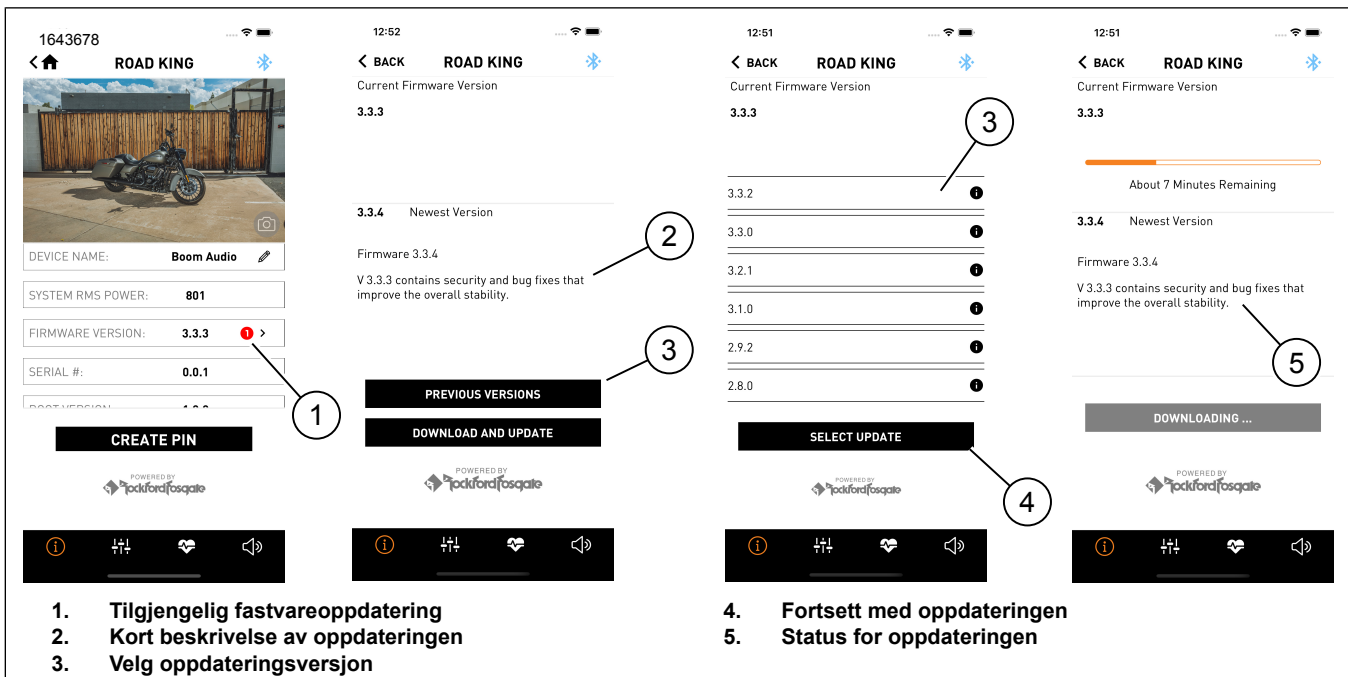 1643678
ROAD KING
DEVICE NAME: Boom Audio
SYSTEM RMS POWER: 801
FIRMWARE VERSION: 3.3.3 1 >
SERIAL #: 0.0.1
1
CREATE PIN
POWERED BY
Rockford Fosgate
12:52
< BACK ROAD KING
Current Firmware Version
3.3.3
3.3.4 Newest Version
2
Firmware 3.3.4
V 3.3.3 contains security and bug fixes that
improve the overall stability.
3
PREVIOUS VERSIONS
DOWNLOAD AND UPDATE
POWERED BY
Rockford Fosgate
12:51
< BACK ROAD KING
Current Firmware Version
3.3.3
3
3.3.2
3.3.0
3.2.1
3.1.0
2.9.2
2.8.0
SELECT UPDATE
4
POWERED BY
Rockford Fosgate
12:51
< BACK ROAD KING
Current Firmware Version
3.3.3
About 7 Minutes Remaining
3.3.4 Newest Version
Firmware 3.3.4
V 3.3.3 contains security and bug fixes that
improve the overall stability.
5
DOWNLOADING ...
POWERED BY
Rockford Fosgate
1. Tilgjengelig fastvareoppdatering
2. Kort beskrivelse av oppdateringen
3. Velg oppdateringsversjon
4. Fortsett med oppdateringen
5. Status for oppdateringen